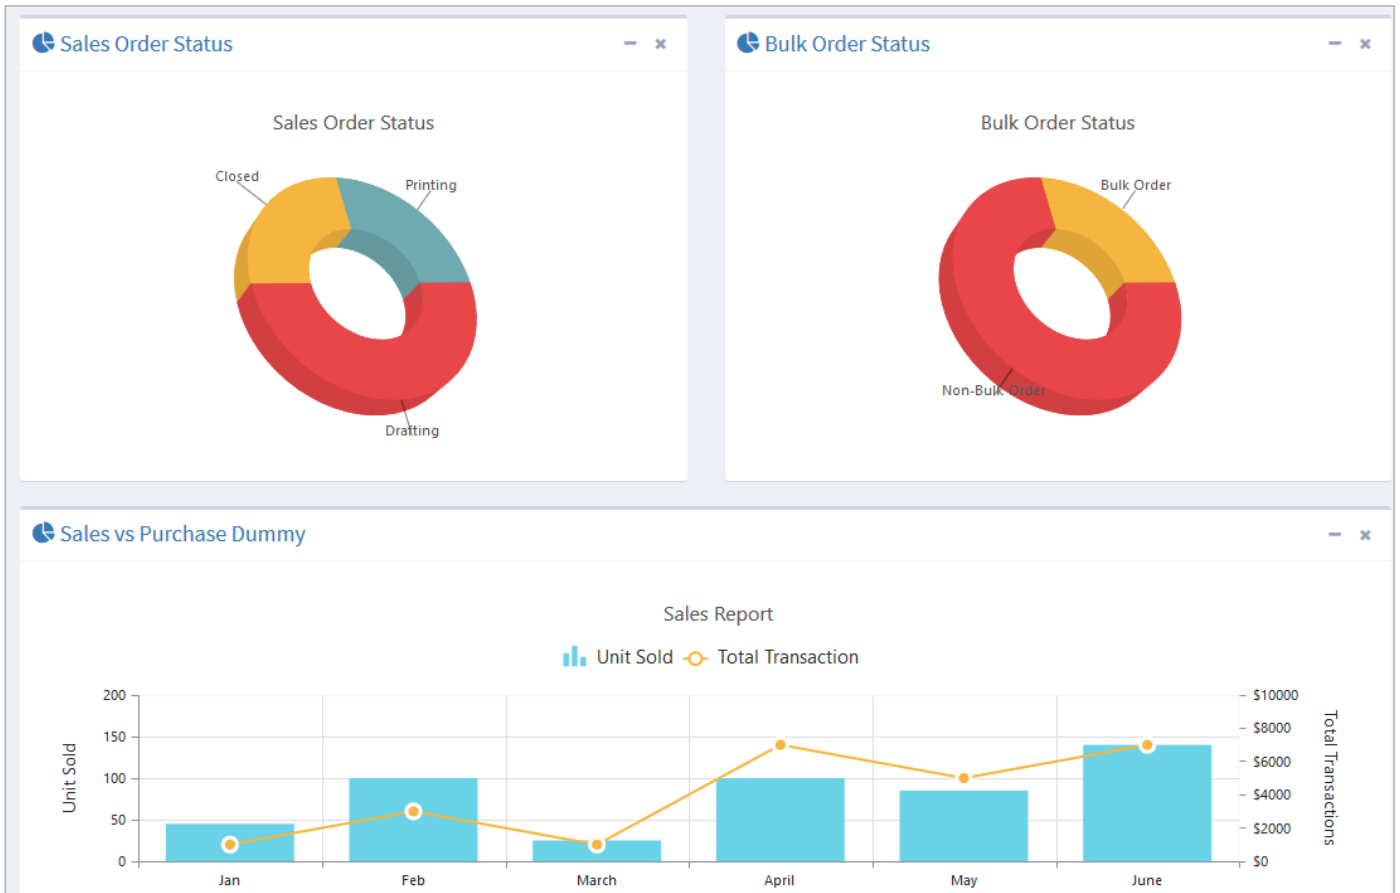 Sales Order Status
Bulk Order Status
Sales Order Status
Closed
Printing
Drafting
Bulk Order Status
Bulk Order
Non-Bulk Order
Sales vs Purchase Dummy
Sales Report
Unit Sold
Total Transaction
200
150
100
50
0
Unit Sold
$10000
$8000
$6000
$4000
$2000
$0
Total Transactions
Jan
Feb
March
April
May
June